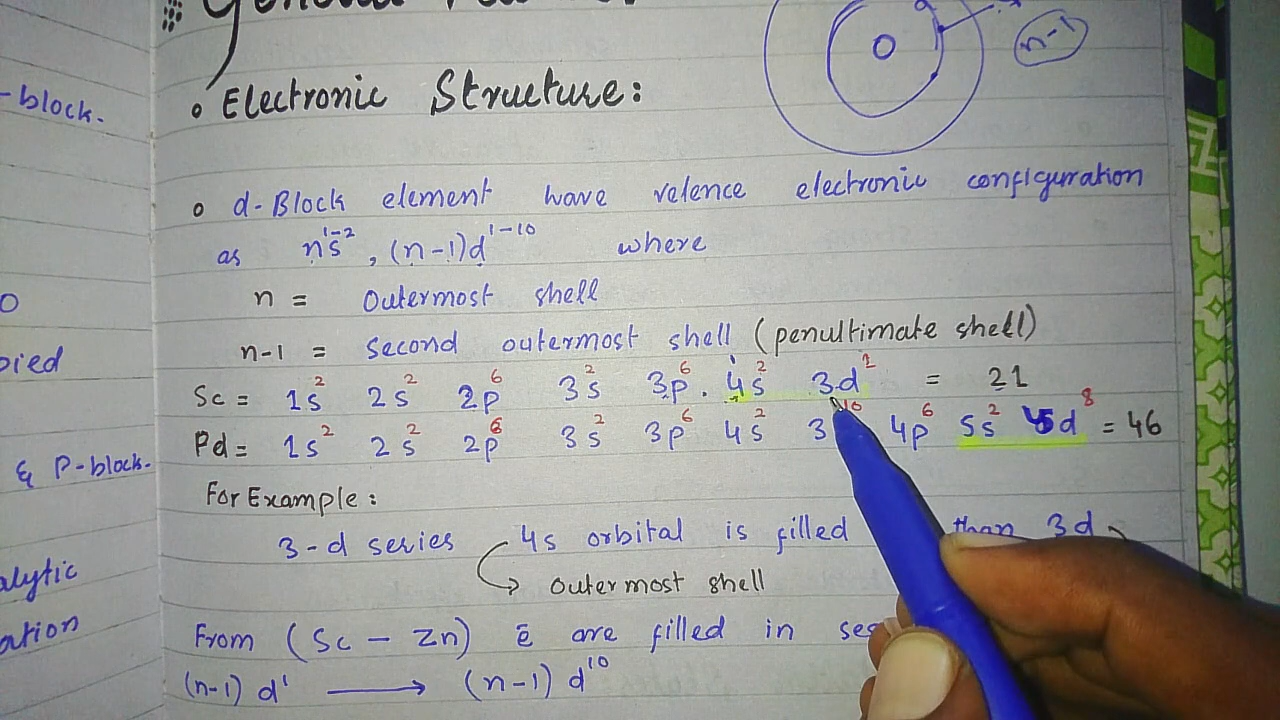 -block.
pied
& P-block.
alytic
ation
n-1
• Electronic Structure:
o d-Block element wave velence electronic configuration
as ns¹⁻², (n-1)d¹⁻¹⁰ where
n = Outermost shell
n-1 = Second outermost shell (penultimate shell)
Sc = 1s² 2s² 2p⁶ 3s² 3p⁶. 4s² 3d¹ = 21
Pd = 1s² 2s² 2p⁶ 3s² 3p⁶ 4s² 3 ¹⁰ 4p⁶ 5s² d⁸ = 46
For Example:
3-d series 4s orbital is filled than 3d
→ Outermost shell
From (Sc - Zn) ē are filled in
(n-1) d¹ → (n-1) d¹⁰